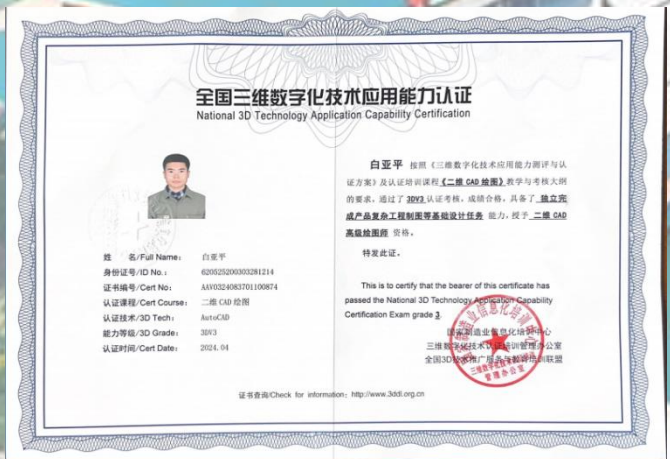 全国三维数字化技术应用能力认证
National 3D Technology Application Capability Certification
姓 名/Full Name: 白亚平
身份证号/ID No.: 620525200303281214
证书编号/Cert No: AAV0324083701100874
认证课程/Cert Course: 二维 CAD 绘图
认证技术/3D Tech: AutoCAD
能力等级/3D Grade: 3DV3
认证时间/Cert Date: 2024.04
白亚平 按照《三维数字化技术应用能力测评与认
证方案》及认证培训课程《二维 CAD 绘图》教学与考核大纲
的要求，通过了 3DV3 认证考核，成绩合格，具备了 独立完
成产品复杂工程制图等基础设计任务 能力，授予 二维 CAD
高级绘图师 资格。
特发此证。
This is to certify that the bearer of this certificate has
passed the National 3D Technology Application Capability
Certification Exam grade 3.
国家制造业信息化培训中心
三维数字化技术认证培训管理办公室
全国3D技术推广服务与教育培训联盟
管理办公室
证书查询/Check for information: http://www.3ddl.org.cn